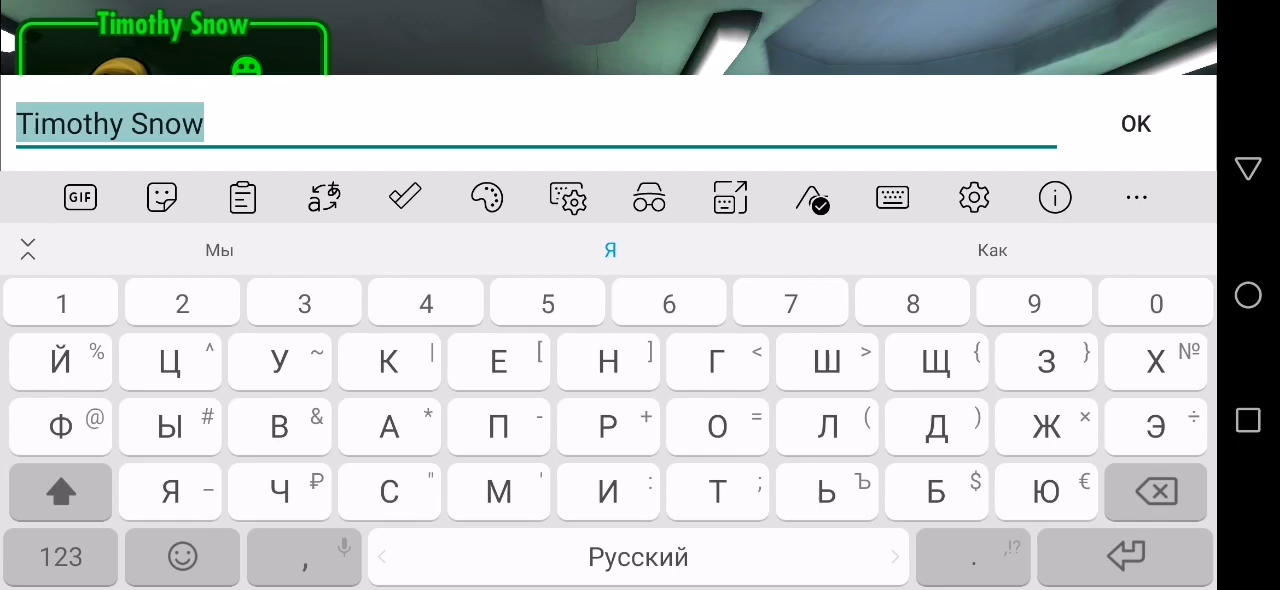 Timothy Snow
Timothy Snow
OK
GIF
Мы Я Как
1 2 3 4 5 6 7 8 9 0
Й % Ц ^ У ~ К | Е [ Н ] Г < Ш > Щ { З } Х №
Ф @ Ы # В & А * П - Р + О = Л ( Д ) Ж × Э ÷
Я _ Ч ₽ С " М ' И : Т ; Ь Ъ Б $ Ю €
123 , Русский . ,!?